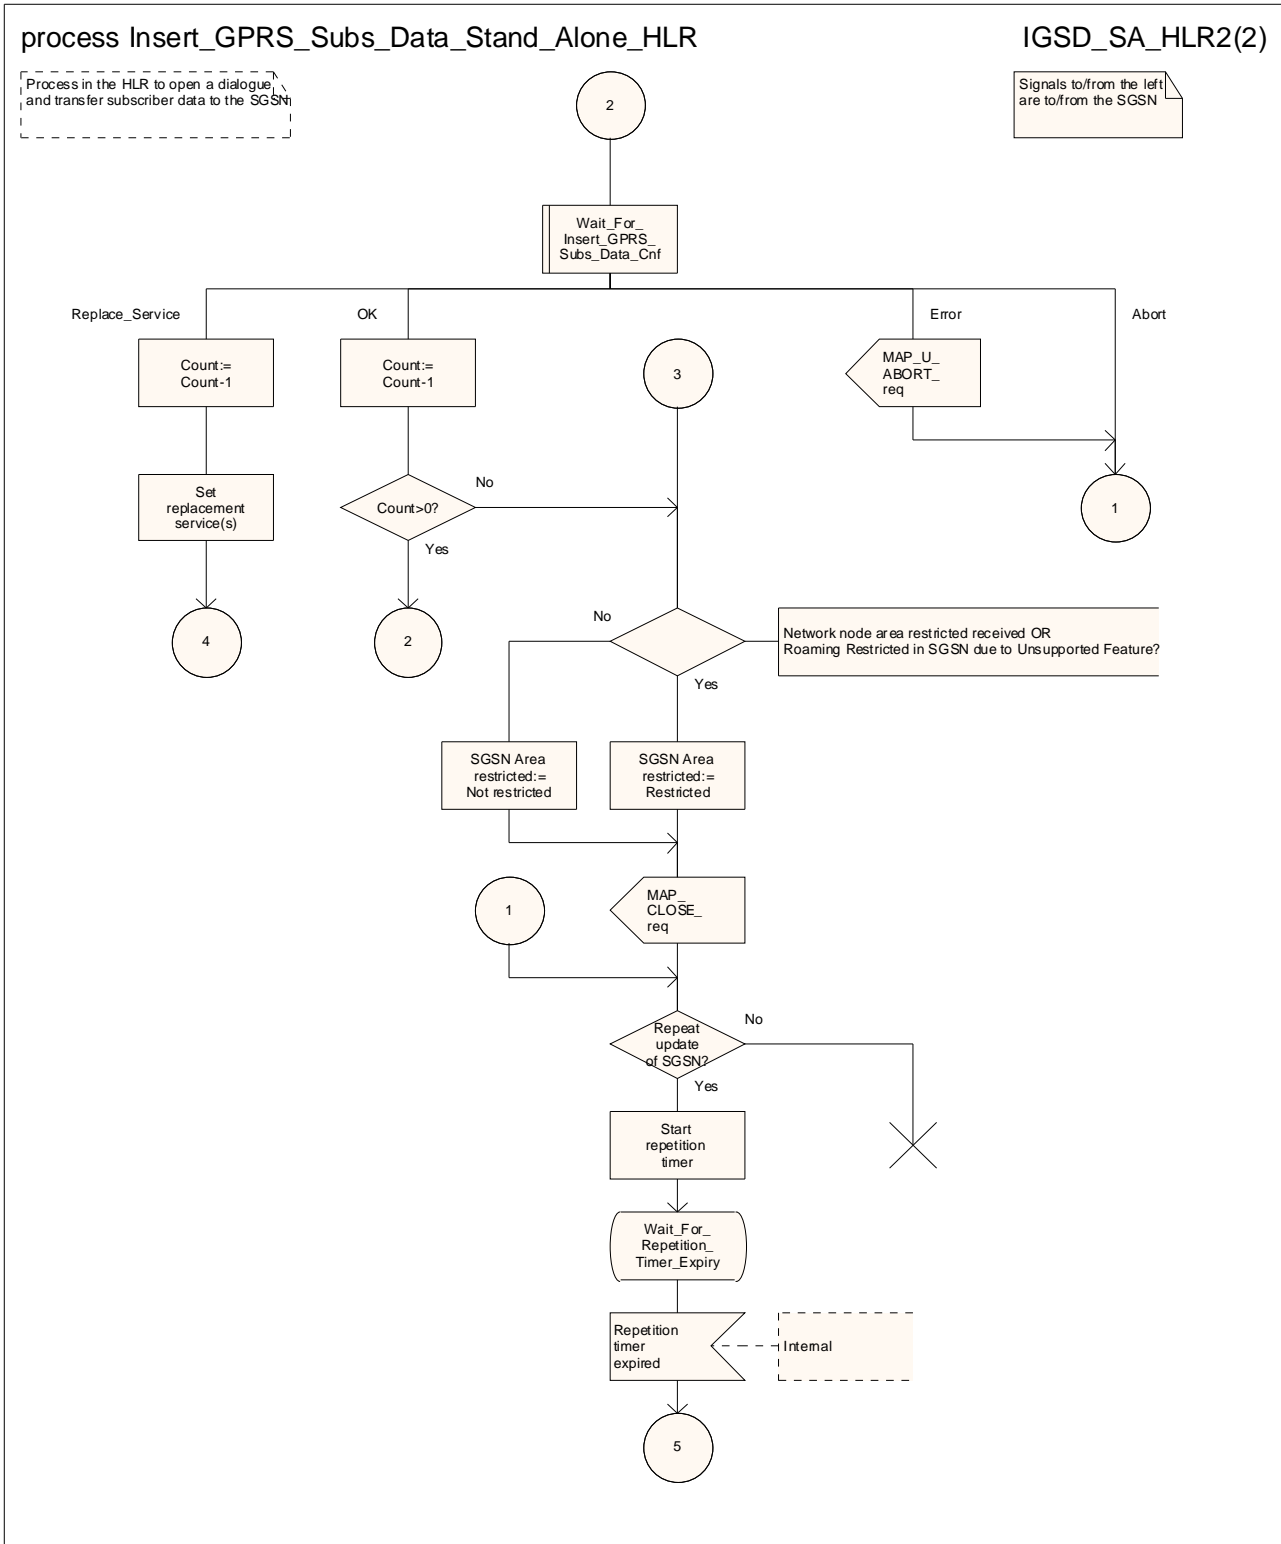 process Insert_GPRS_Subs_Data_Stand_Alone_HLR
IGSD_SA_HLR2(2)
Process in the HLR to open a dialogue
and transfer subscriber data to the SGSN
2
Signals to/from the left
are to/from the SGSN
Wait_For_
Insert_GPRS_
Subs_Data_Cnf
Replace_Service
OK
Error
Abort
Count:=
Count-1
Count:=
Count-1
3
MAP_U_
ABORT_
req
Set
replacement
service(s)
Count>0?
No
Yes
1
4
2
No
Yes
Network node area restricted received OR
Roaming Restricted in SGSN due to Unsupported Feature?
SGSN Area
restricted:=
Not restricted
SGSN Area
restricted:=
Restricted
1
MAP_
CLOSE_
req
Repeat
update
of SGSN?
No
Yes
Start
repetition
timer
Wait_For_
Repetition_
Timer_Expiry
Repetition
timer
expired
Internal
5